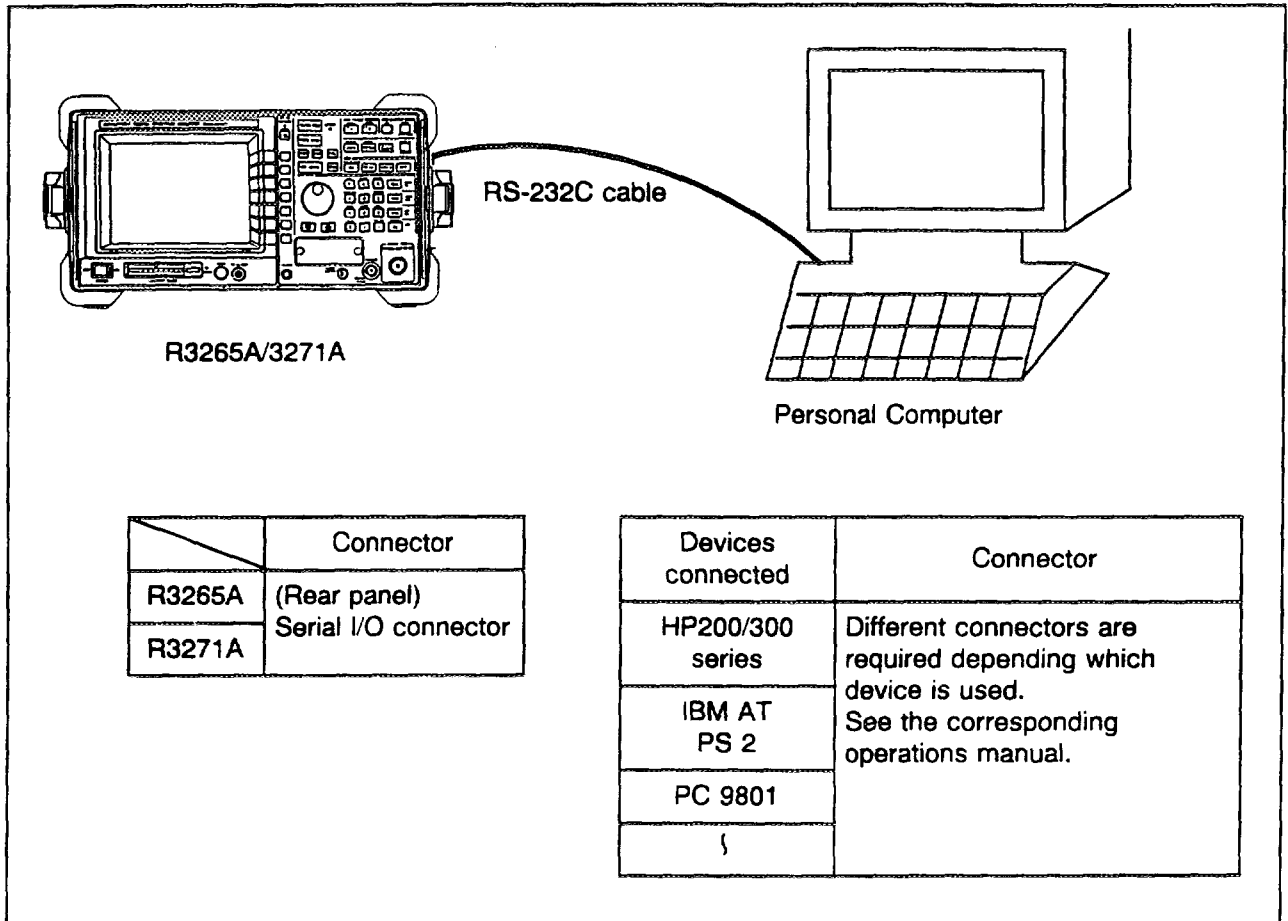 RS-232C cable
R3265A/3271A
Personal Computer
Connector
R3265A
R3271A
(Rear panel)
Serial I/O connector
Devices
connected
Connector
HP200/300
series
IBM AT
PS 2
PC 9801
Different connectors are
required depending which
device is used.
See the corresponding
operations manual.